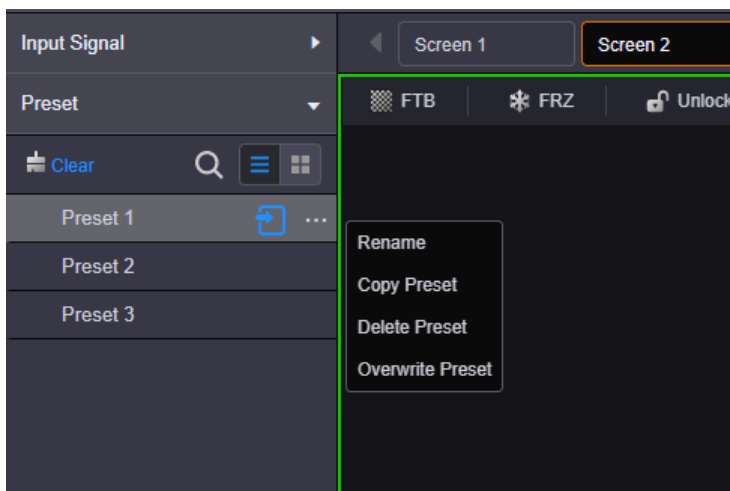 Input Signal
Screen 1
Screen 2
Preset
FTB
FRZ
Unlock
Clear
Preset 1
Preset 2
Preset 3
Rename
Copy Preset
Delete Preset
Overwrite Preset